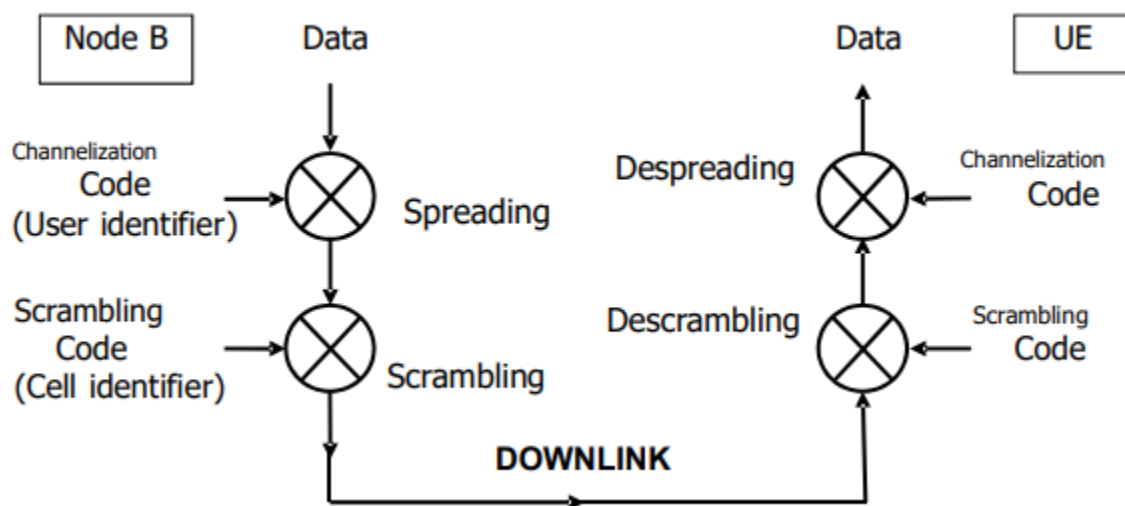 Node B
Data
Data
UE
Channelization
Code
(User identifier)
Spreading
Despreading
Channelization
Code
Scrambling
Code
(Cell identifier)
Scrambling
Descrambling
Scrambling
Code
DOWNLINK